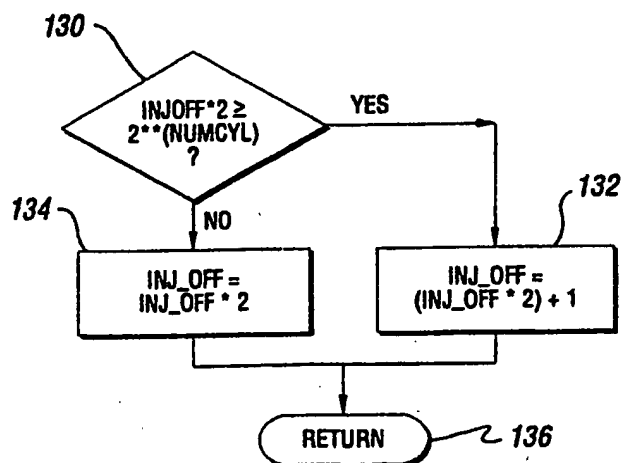 130
INJOFF*2 ≥
2**(NUMCYL)
?
YES
NO
134
132
INJ_OFF =
INJ_OFF * 2
INJ_OFF =
(INJ_OFF * 2) + 1
RETURN
136